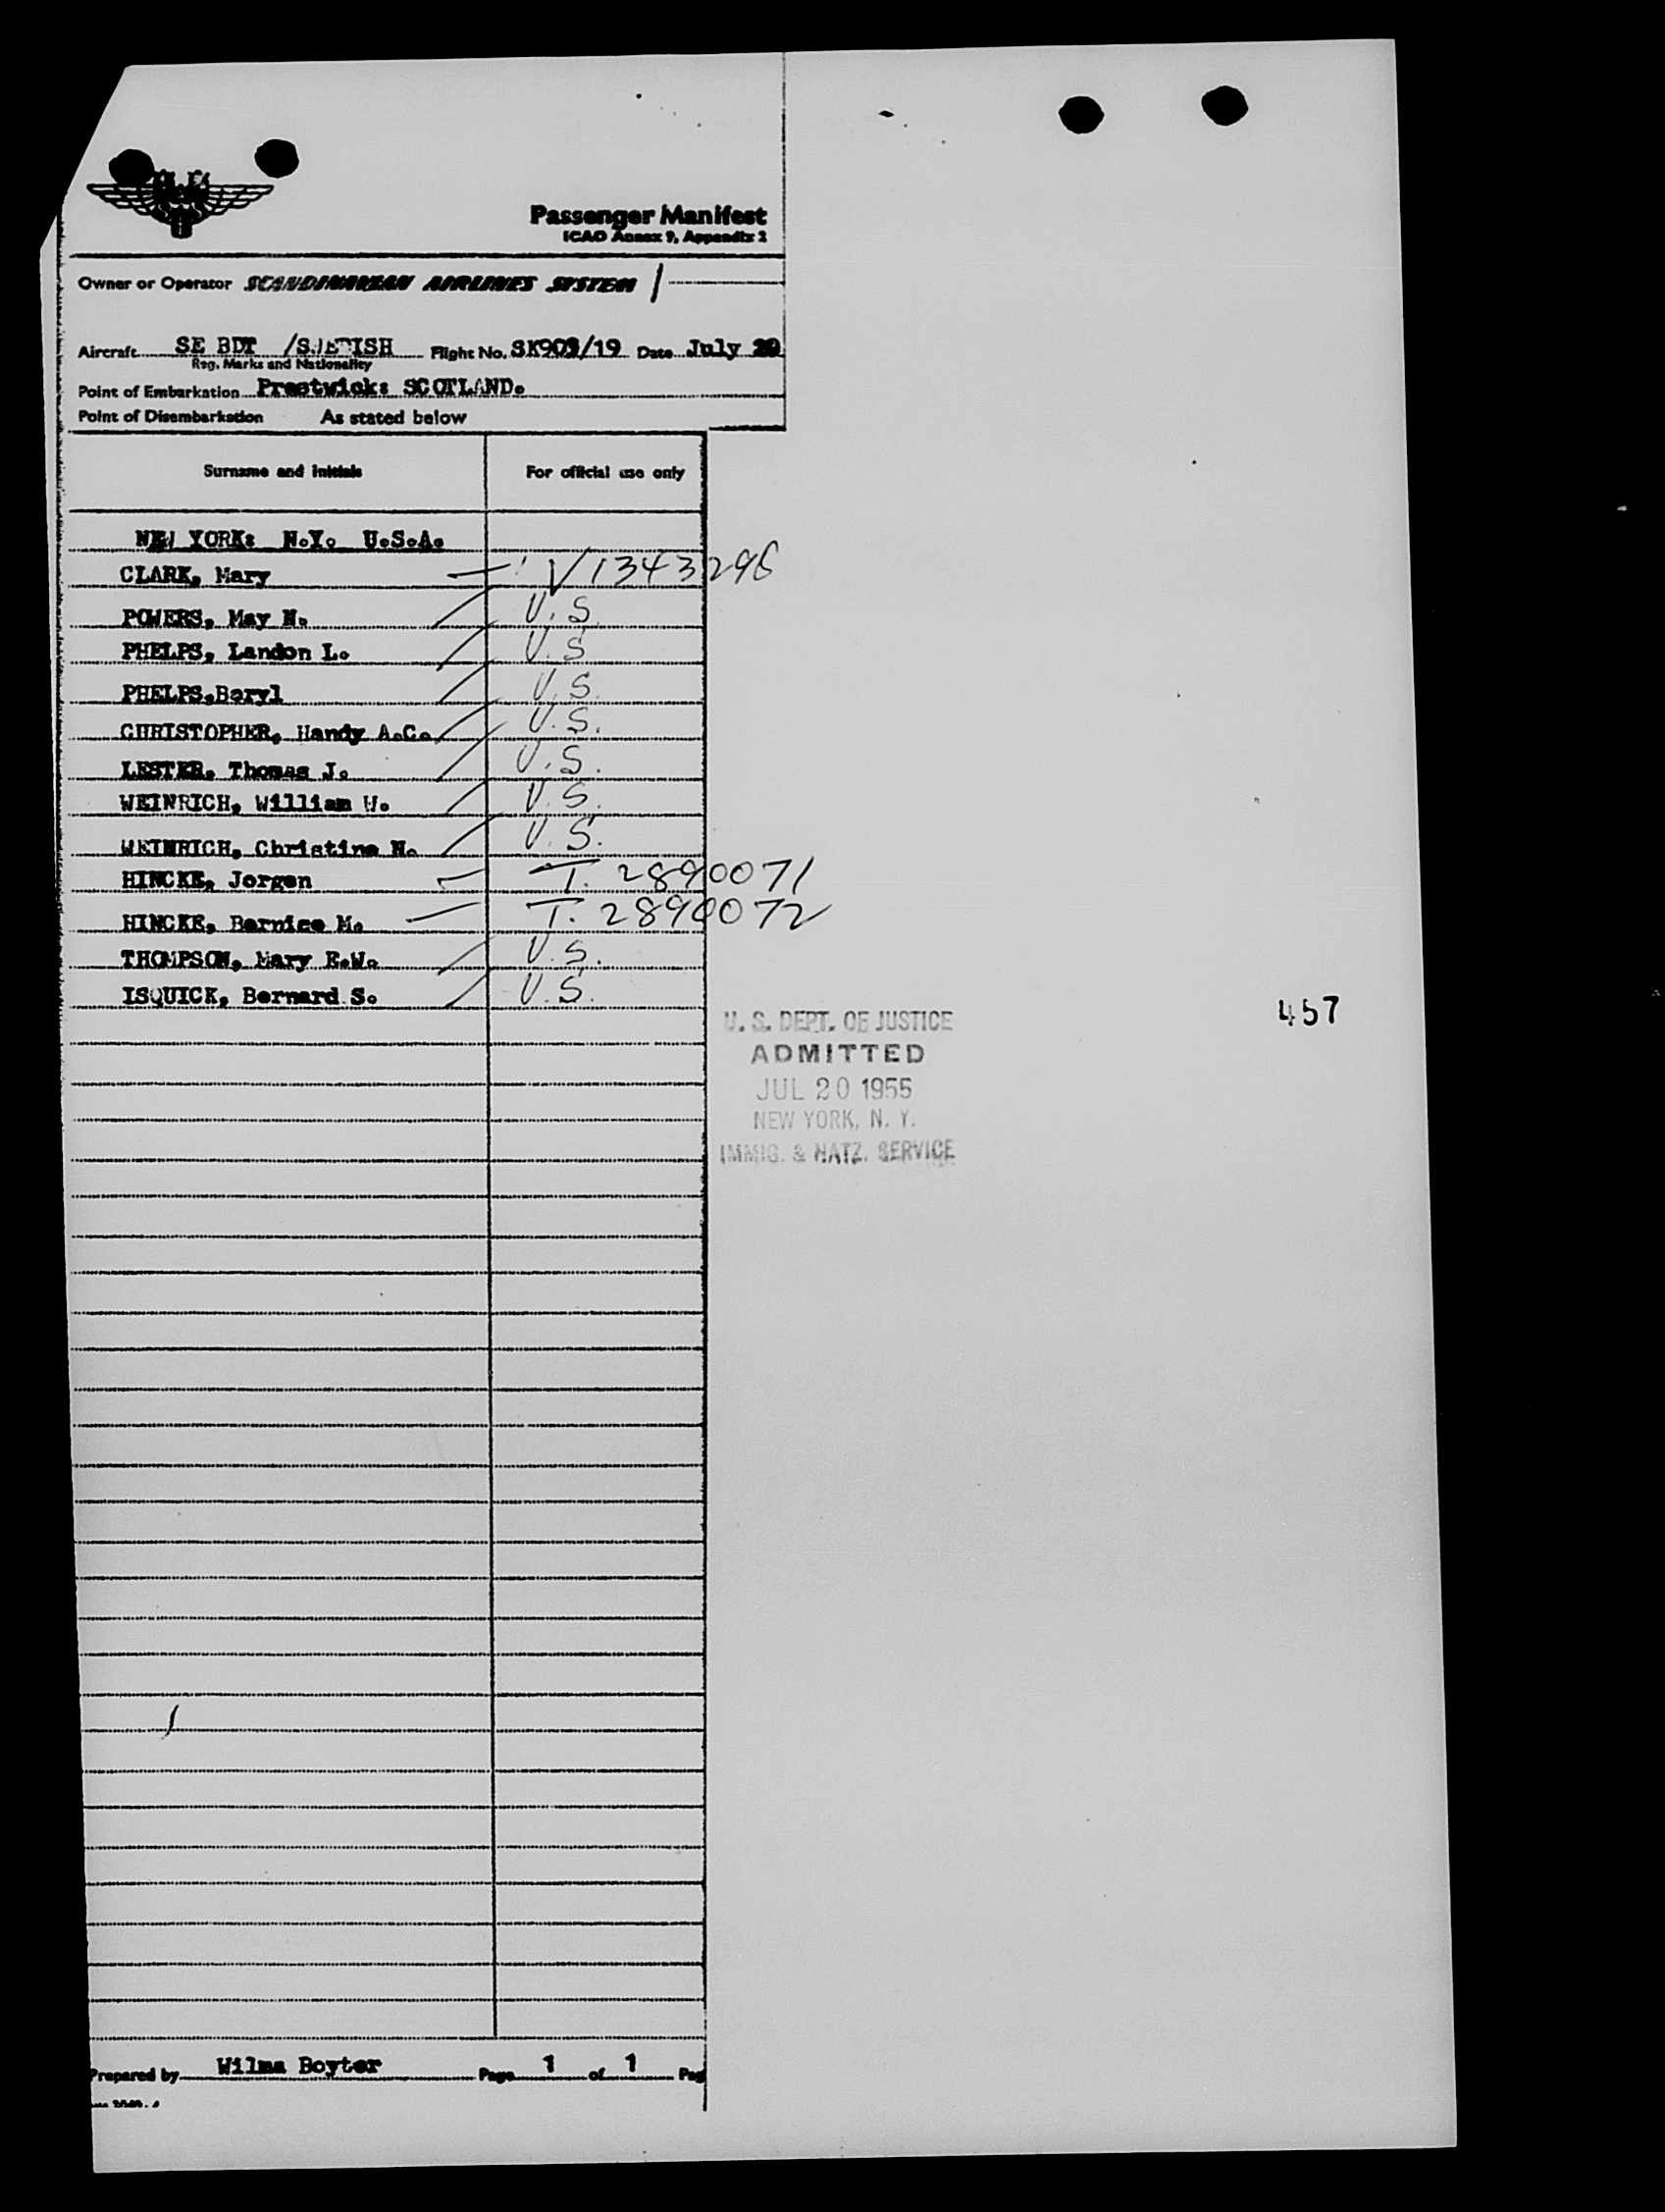 Passenger Manifest
ICAO Annex 9, Appendix 2
Owner or Operator SCANDINAVIAN AIRLINES SYSTEM /
Aircraft SE BDT /SWEDISH Flight No. SK909/19 Date July 20
Reg. Marks and Nationality
Point of Embarkation Prestwick: SCOTLAND.
Point of Disembarkation As stated below
Surname and initials For official use only
NEW YORK: N.Y. U.S.A.
CLARK, Mary V1343296
POWERS, May N. U.S.
PHELPS, Landon L. U.S
PHELPS,Beryl U.S.
CHRISTOPHER, Handy A.C. U.S.
LESTER, Thomas J. U.S.
WEINRICH, William W. U.S.
WEINRICH, Christine N. U.S.
HINCKE, Jorgen T. 2890071
HINCKE, Bernice M. T. 2890072
THOMPSON, Mary E.W. U.S.
ISQUICK, Bernard S. U.S.
U. S. DEPT. OF JUSTICE
ADMITTED
JUL 20 1955
NEW YORK, N. Y.
IMMIG. & NATZ. SERVICE
457
Prepared by Wilma Boyter Page 1 of 1 Pag